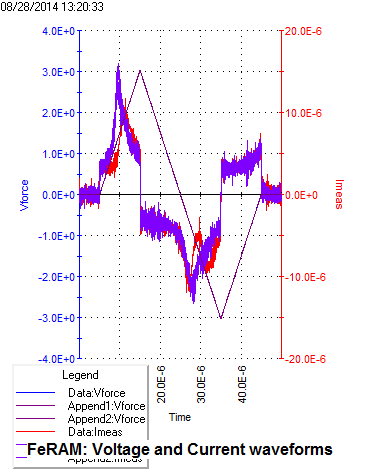 08/28/2014 13:20:33
4.0E+0
20.0E-6
3.0E+0
2.0E+0
10.0E-6
1.0E+0
Vforce
0.0E+0
0.0E+0
Imeas
-1.0E+0
-2.0E+0
-10.0E-6
-3.0E+0
-4.0E+0
-20.0E-6
20.0E-6
30.0E-6
40.0E-6
Time
Legend
Data:Vforce
Append1:Vforce
Append2:Vforce
Data:Imeas
FeRAM: Voltage and Current waveforms
Append2:Imeas